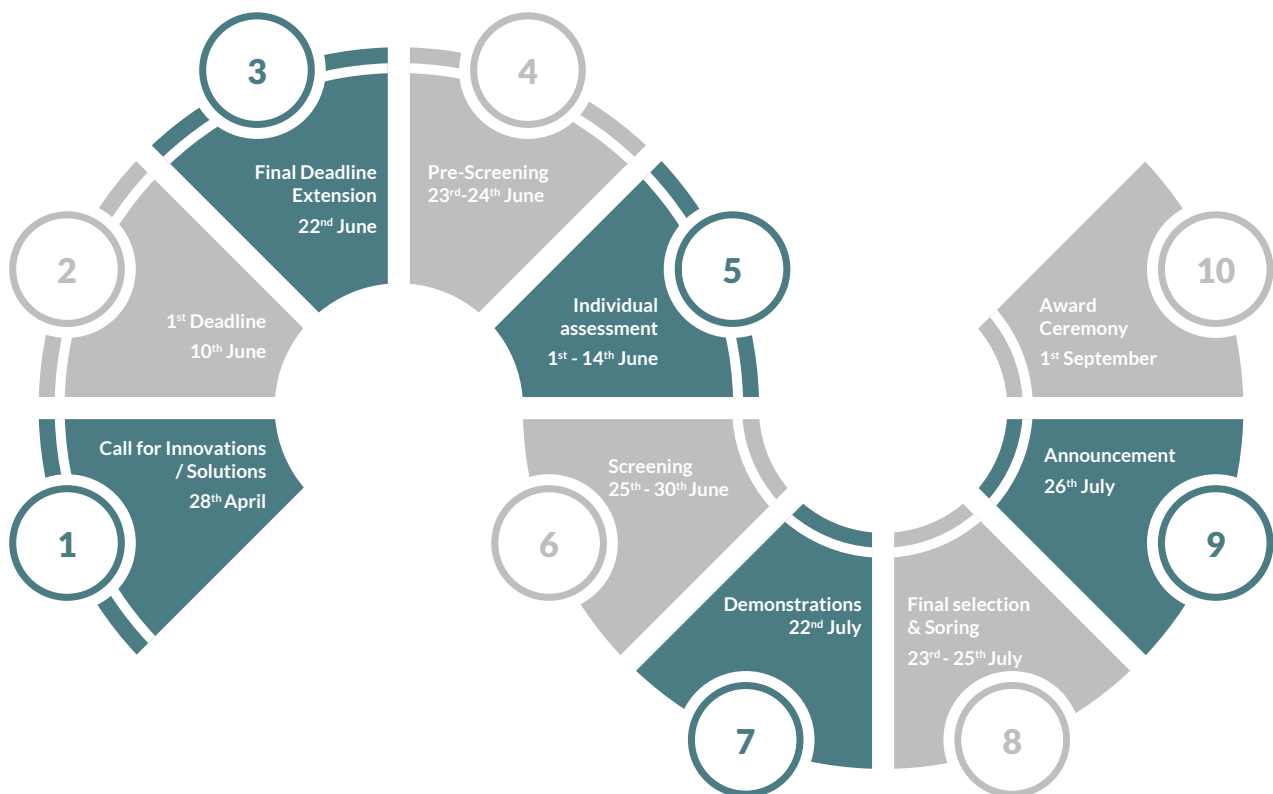 1
Call for Innovations
/ Solutions
28th April
2
1st Deadline
10th June
3
Final Deadline
Extension
22nd June
4
Pre-Screening
23rd-24th June
5
Individual
assessment
1st - 14th June
6
Screening
25th - 30th June
7
Demonstrations
22nd July
8
Final selection
& Soring
23rd - 25th July
9
Announcement
26th July
10
Award
Ceremony
1st September